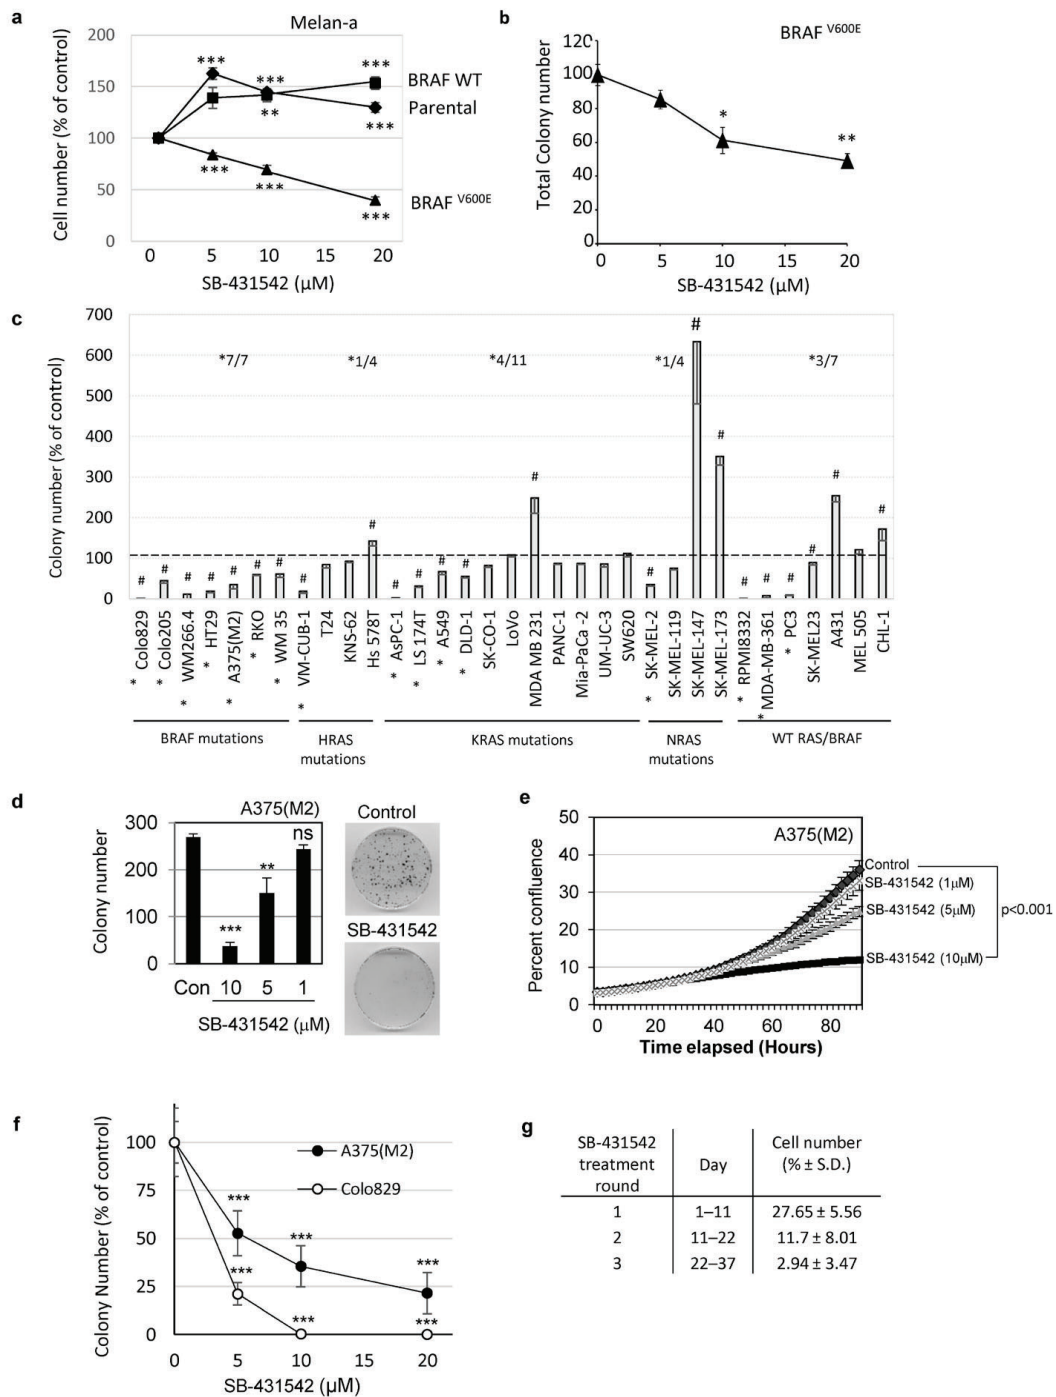 a
Melan-a
Cell number (% of control)
200
150
100
50
0
***
***
***
BRAF WT
Parental
**
***
***
***
***
BRAF V600E
0 5 10 15 20
SB-431542 (µM)
b
BRAF V600E
Total Colony number
120
100
80
60
40
20
0
*
**
0 5 10 15 20
SB-431542 (µM)
c
Colony number (% of control)
700
600
500
400
300
200
100
0
*7/7 *1/4 *4/11 *1/4 *3/7
# # # # # # # # # # # # # # # # # # # # # # #
* Colo829
* Colo205
* WM266.4
* HT29
* A375(M2)
* RKO
* WM 35
* VM-CUB-1
T24
KNS-62
Hs 578T
* AsPC-1
* LS 174T
* A549
* DLD-1
SK-CO-1
LoVo
MDA MB 231
PANC-1
Mia-PaCa -2
UM-UC-3
SW620
* SK-MEL-2
SK-MEL-119
SK-MEL-147
SK-MEL-173
* RPMI8332
* MDA-MB-361
* PC3
SK-MEL23
A431
MEL 505
CHL-1
BRAF mutations
HRAS
mutations
KRAS mutations
NRAS
mutations
WT RAS/BRAF
d
A375(M2)
Colony number
300
200
100
0
***
**
ns
Con 10 5 1
SB-431542 (µM)
Control
SB-431542
e
A375(M2)
Percent confluence
50
40
30
20
10
0
Control
SB-431542 (1µM)
SB-431542 (5µM)
SB-431542 (10µM)
p<0.001
0 20 40 60 80
Time elapsed (Hours)
f
Colony Number (% of control)
100
75
50
25
0
A375(M2)
Colo829
***
***
***
***
***
***
0 5 10 15 20
SB-431542 (µM)
g
SB-431542 treatment round Day Cell number (% ± S.D.)
1 1–11 27.65 ± 5.56
2 11–22 11.7 ± 8.01
3 22–37 2.94 ± 3.47